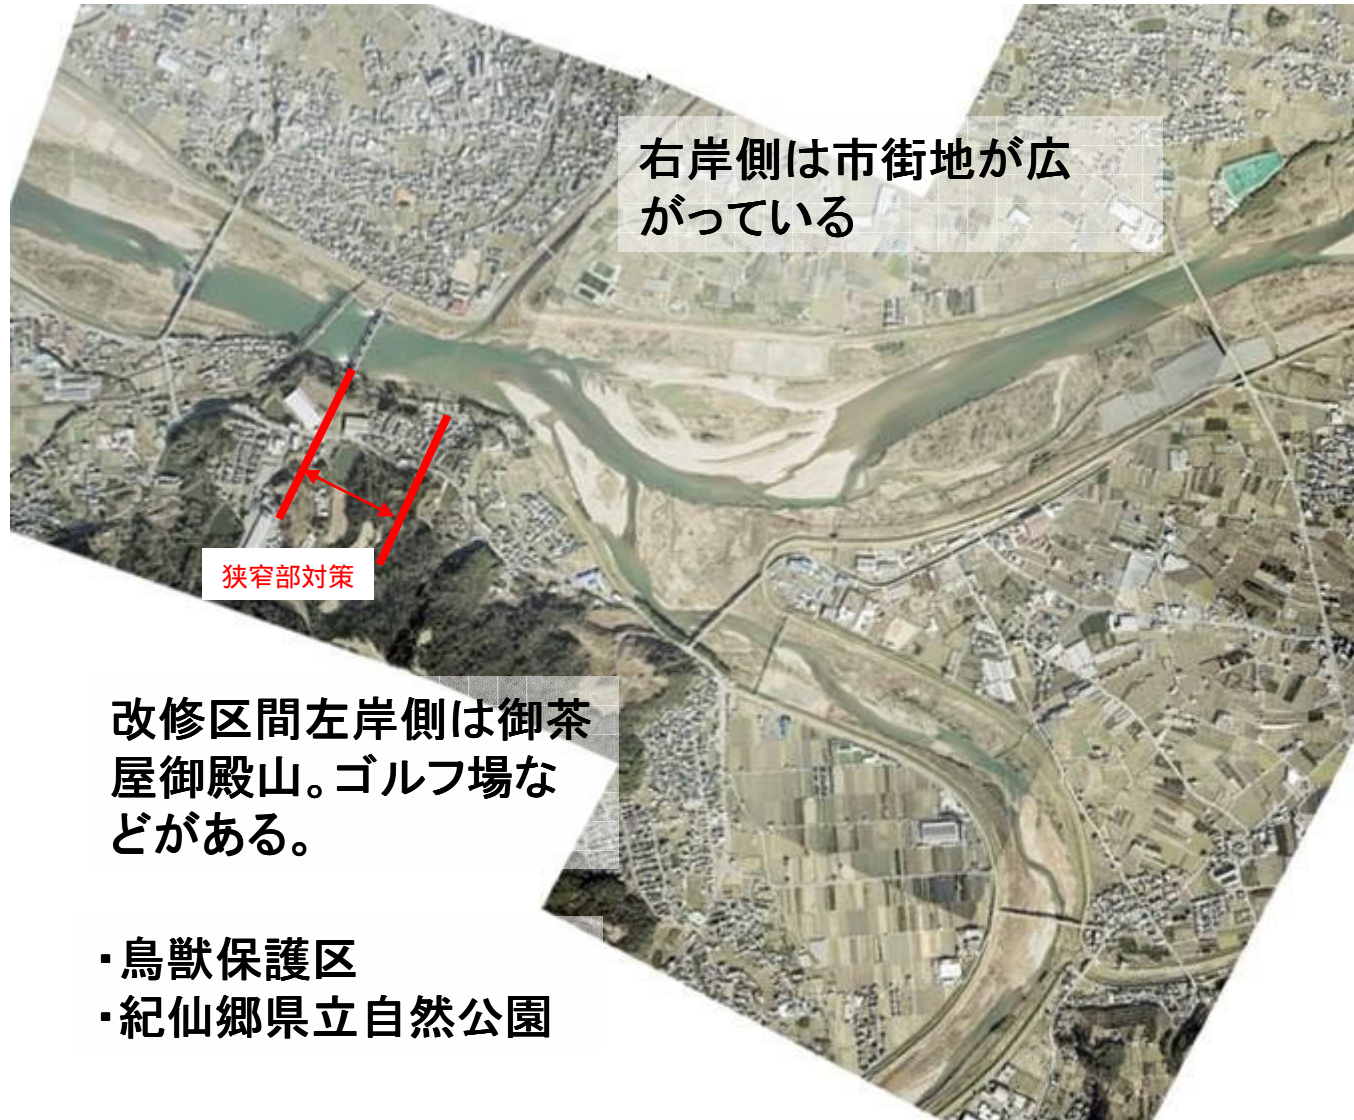 右岸側は市街地が広
がっている
狭窄部対策
改修区間左岸側は御茶
屋御殿山。ゴルフ場な
どがある。
・鳥獣保護区
・紀仙郷県立自然公園